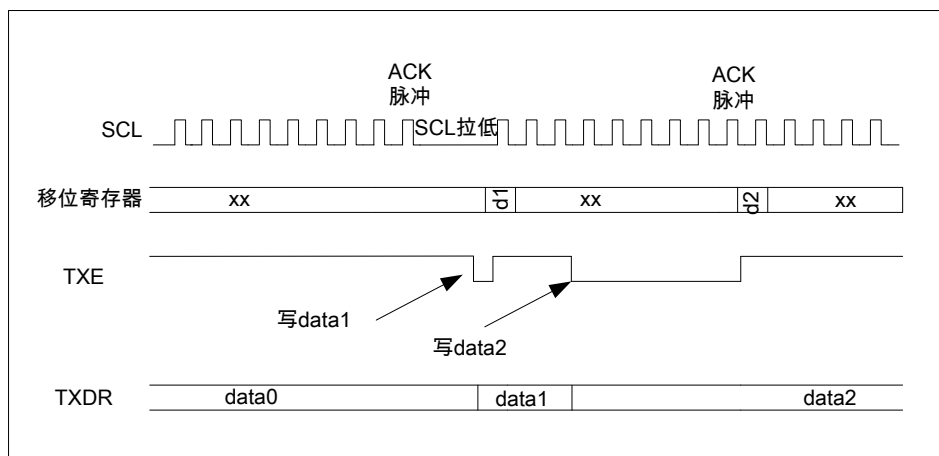 ACK
脉冲
ACK
脉冲
SCL
SCL拉低
移位寄存器
xx
d1
xx
d2
xx
TXE
写data1
写data2
TXDR
data0
data1
data2